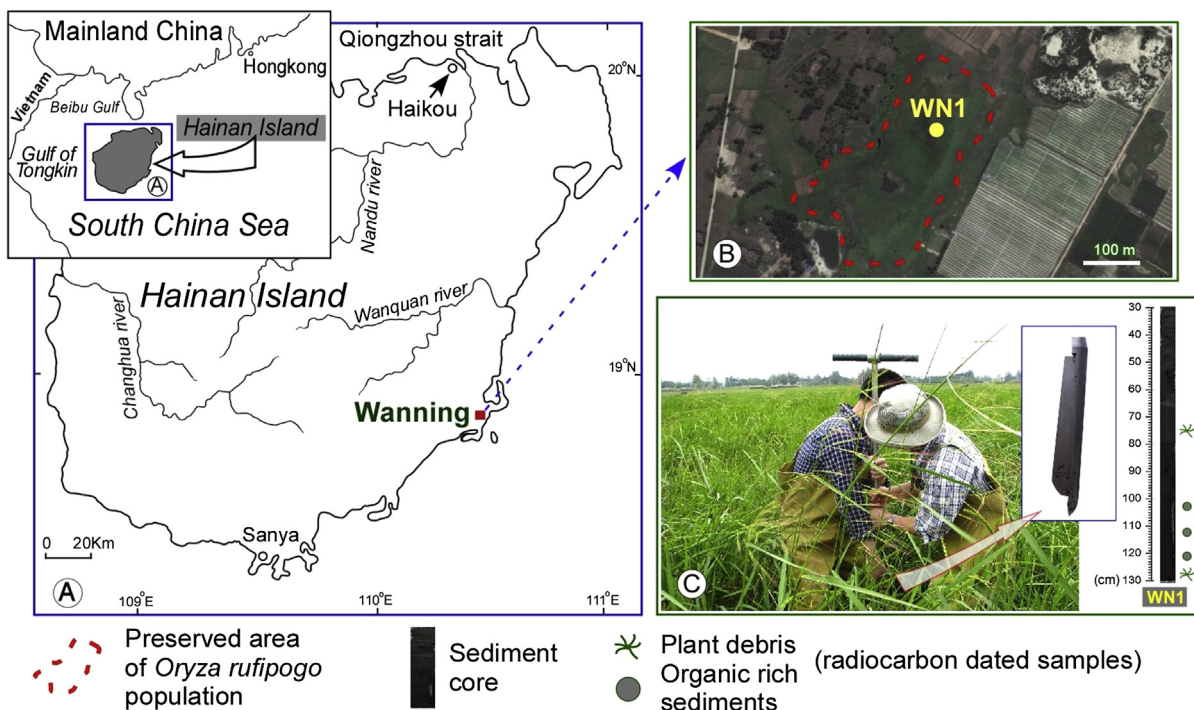 Mainland China
Hongkong
Vietnam
Beibu Gulf
Hainan Island
Gulf of
Tongkin
A
South China Sea
Qiongzhou strait
20°N
Haikou
Nandu river
Hainan Island
Wanquan river
Changhua river
19°N
Wanning
Sanya
0 20Km
A
109°E
110°E
111°E
WN1
B
100 m
C
30
40
50
60
70
80
90
100
110
120
(cm) 130
WN1
Preserved area
of Oryza rufipogo
population
Sediment
core
Plant debris
Organic rich
sediments
(radiocarbon dated samples)